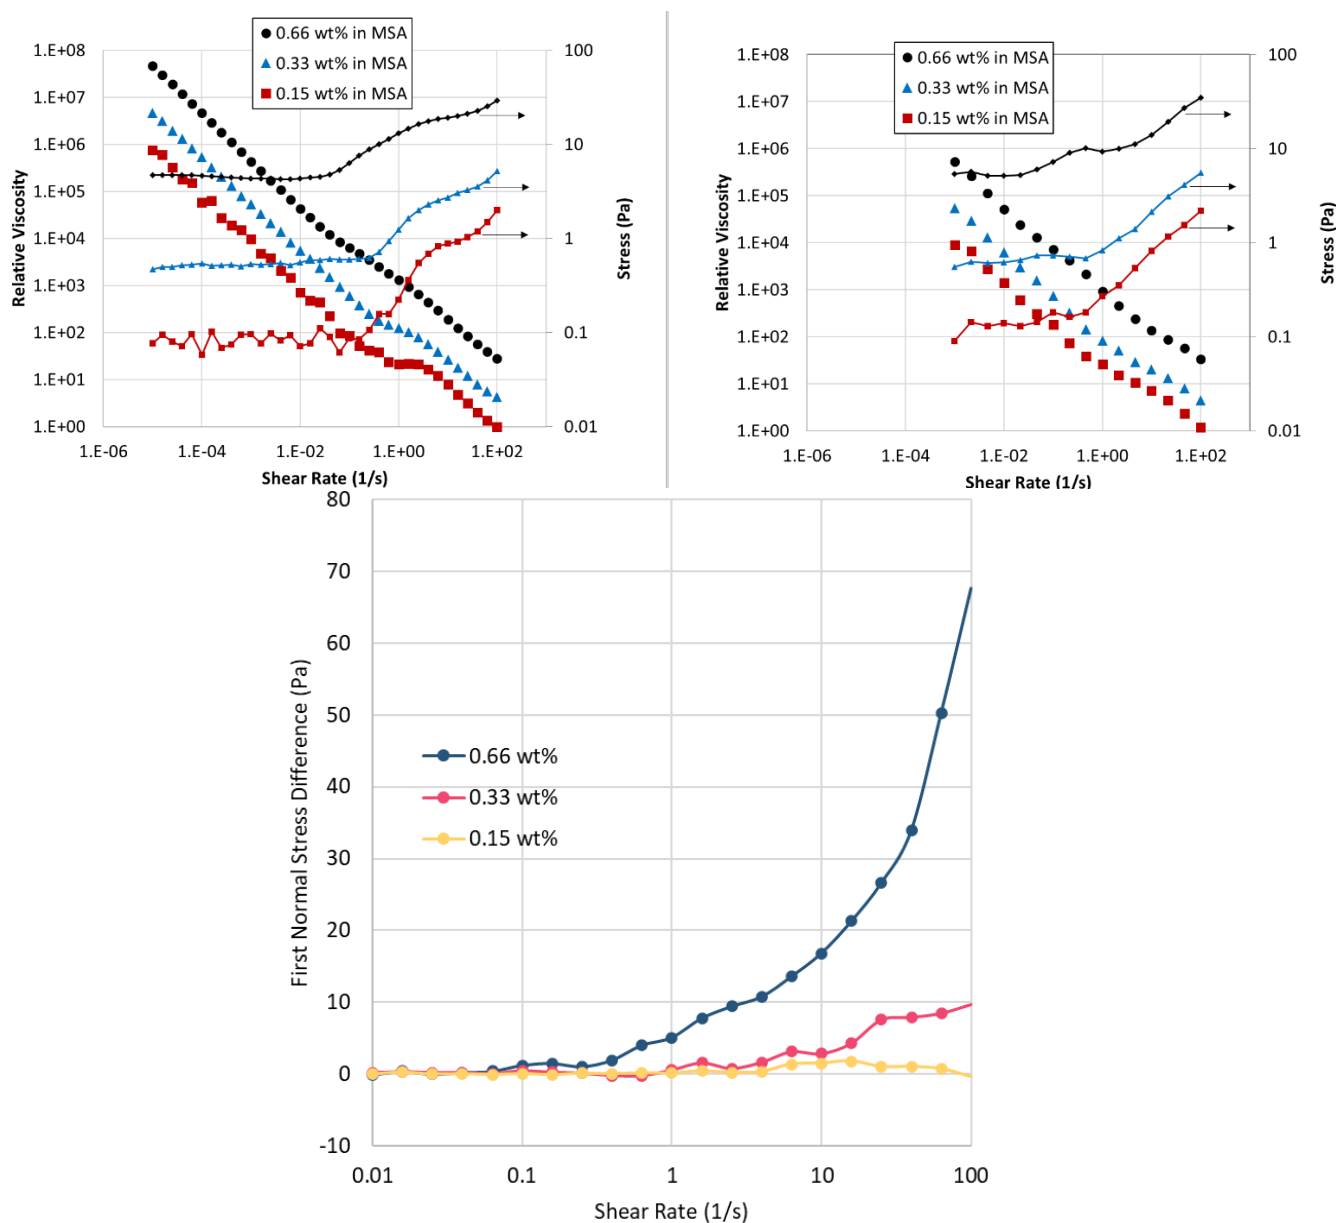 0.66 wt% in MSA
0.33 wt% in MSA
0.15 wt% in MSA
1.E+08
1.E+07
1.E+06
1.E+05
1.E+04
1.E+03
1.E+02
1.E+01
1.E+00
Relative Viscosity
100
10
1
0.1
0.01
Stress (Pa)
1.E-06 1.E-04 1.E-02 1.E+00 1.E+02
Shear Rate (1/s)
0.66 wt% in MSA
0.33 wt% in MSA
0.15 wt% in MSA
1.E+08
1.E+07
1.E+06
1.E+05
1.E+04
1.E+03
1.E+02
1.E+01
1.E+00
Relative Viscosity
100
10
1
0.1
0.01
Stress (Pa)
1.E-06 1.E-04 1.E-02 1.E+00 1.E+02
Shear Rate (1/s)
80
70
60
50
40
30
20
10
0
-10
First Normal Stress Difference (Pa)
0.66 wt%
0.33 wt%
0.15 wt%
0.01 0.1 1 10 100
Shear Rate (1/s)